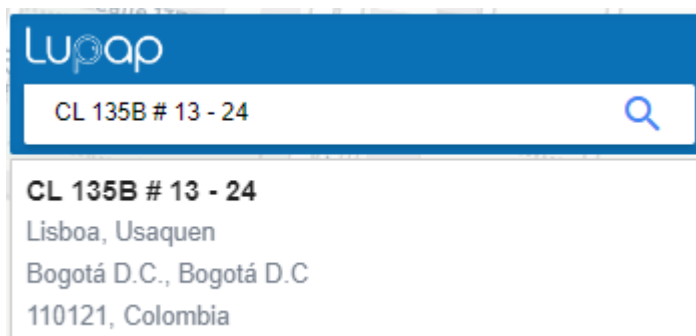 Lupap
CL 135B # 13 - 24
CL 135B # 13 - 24
Lisboa, Usaquen
Bogotá D.C., Bogotá D.C
110121, Colombia